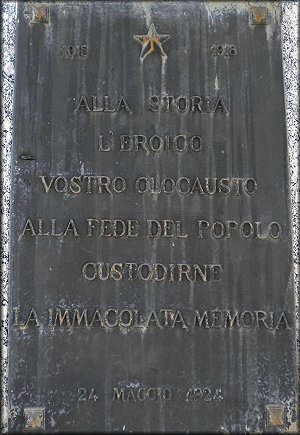 1915 1918
ALLA STORIA
L'EROICO
VOSTRO OLOCAUSTO
ALLA FEDE DEL POPOLO
CUSTODIRNE
LA IMMACOLATA MEMORIA
24 MAGGIO 1924